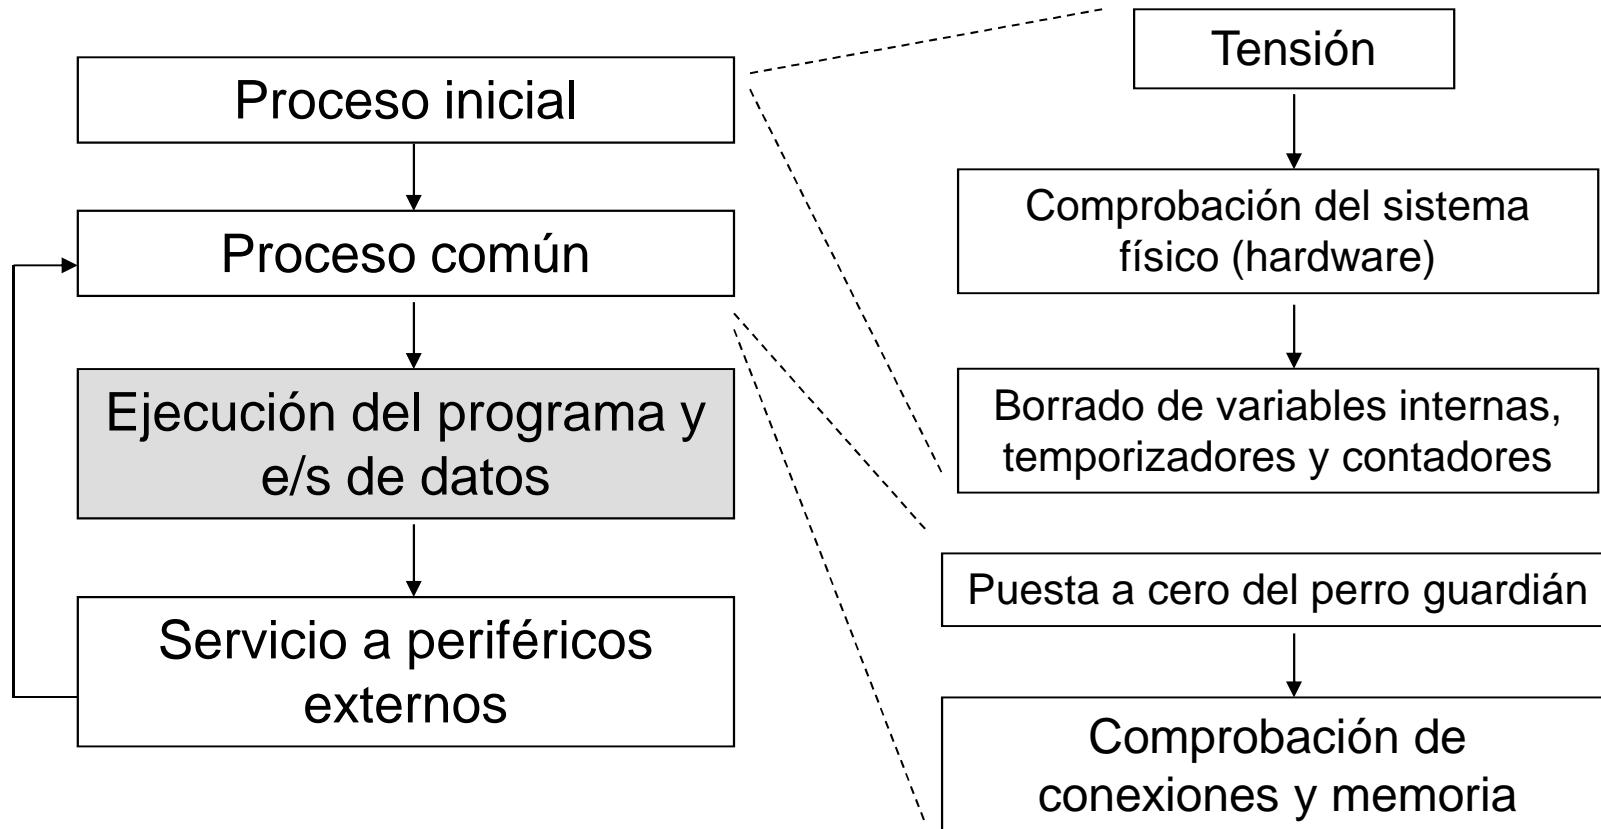 Proceso inicial
Proceso común
Ejecución del programa y
e/s de datos
Servicio a periféricos
externos
Tensión
Comprobación del sistema
físico (hardware)
Borrado de variables internas,
temporizadores y contadores
Puesta a cero del perro guardián
Comprobación de
conexiones y memoria